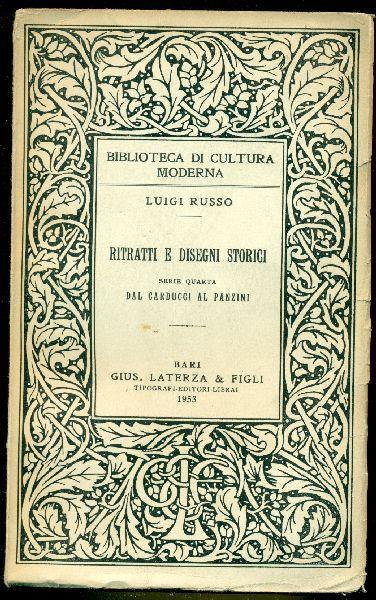 BIBLIOTECA DI CULTURA
MODERNA
LUIGI RUSSO
RITRATTI E DISEGNI STORICI
SERIE QUARTA
DAL CARDUCCI AL PANZINI
BARI
GIUS. LATERZA & FIGLI
TIPOGRAFI-EDITORI-LIBRAI
1953